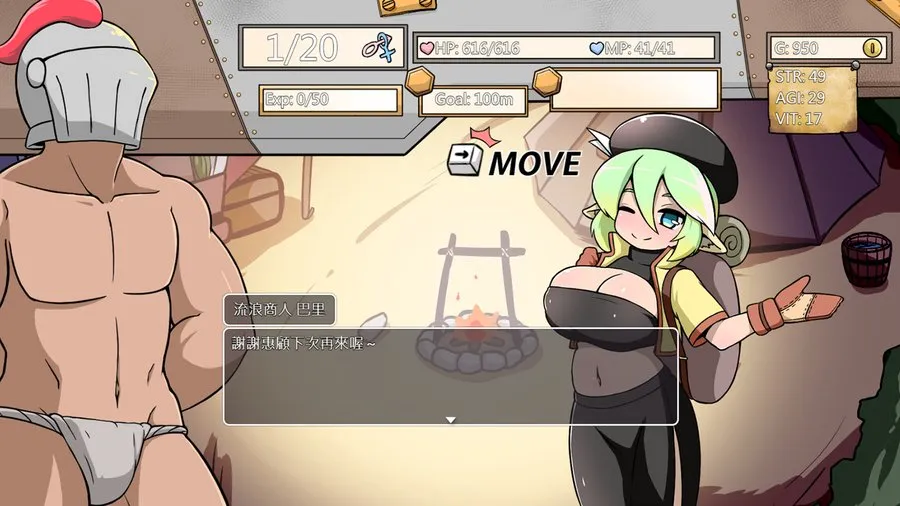 1/20
HP: 616/616
MP: 41/41
G: 950
Exp: 0/50
Goal: 100m
STR: 49
AGI: 29
VIT: 17
MOVE
流浪商人 巴里
謝謝惠顧下次再來喔～